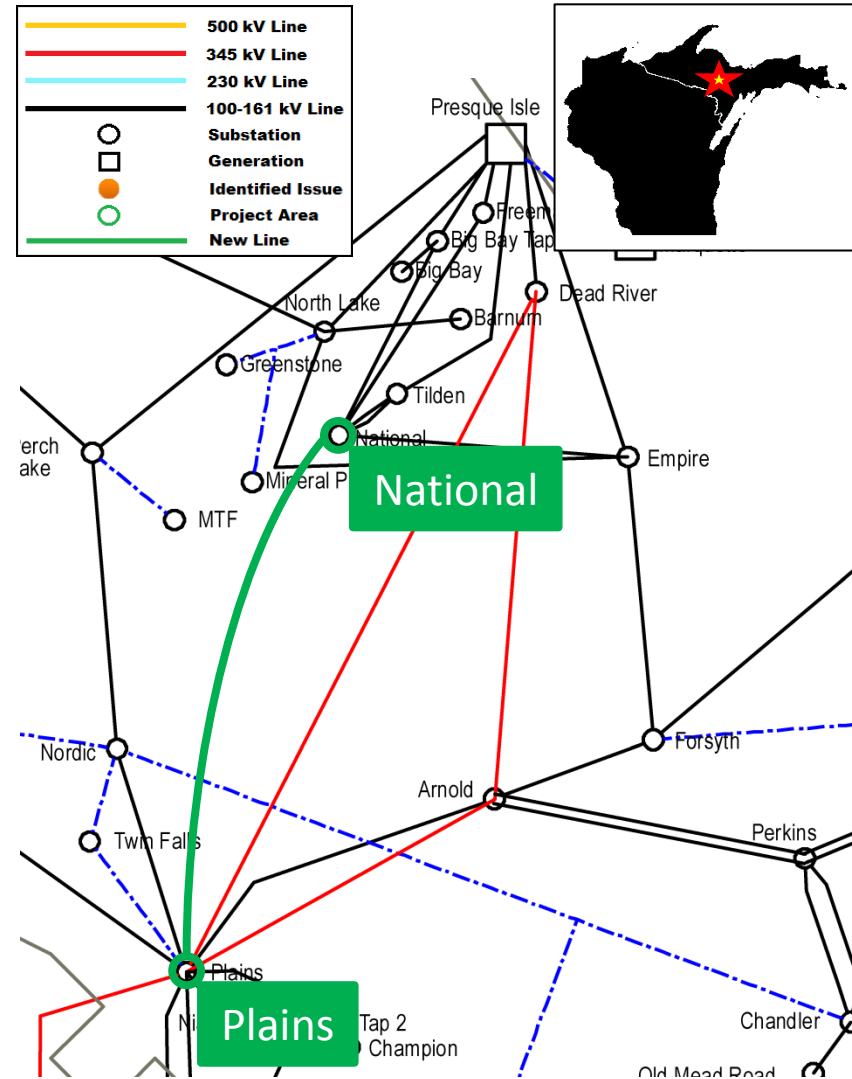 500 kV Line
345 kV Line
230 kV Line
100-161 kV Line
Substation
Generation
Identified Issue
Project Area
New Line
Presque Isle
Big Bay Tap
Big Bay
North Lake
Dead River
Barnum
Greenstone
Tilden
National
Empire
Mineral
MTF
National
Nordic
Forsyth
Arnold
Twin Falls
Perkins
Plains
Plains
Tap 2
Chandler
Champion
Old Mead Road